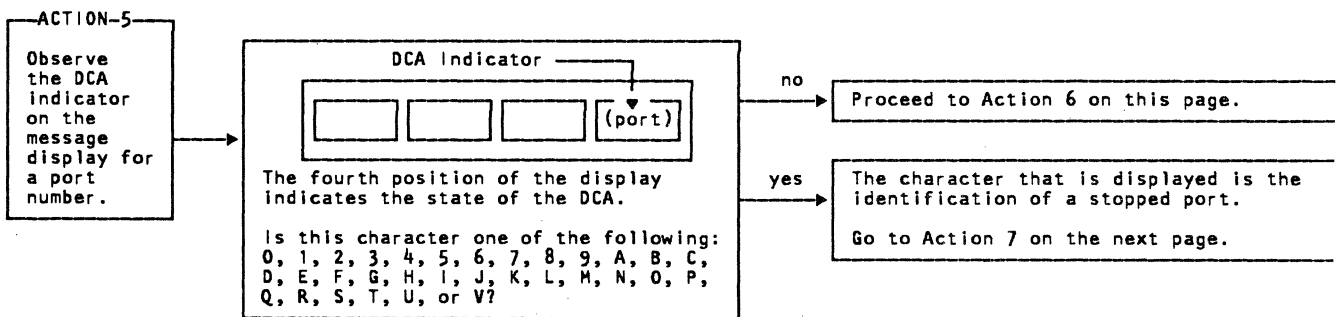 ACTION-5
Observe
the DCA
indicator
on the
message
display for
a port
number.
DCA Indicator
(port)
The fourth position of the display
indicates the state of the DCA.
Is this character one of the following:
0, 1, 2, 3, 4, 5, 6, 7, 8, 9, A, B, C,
D, E, F, G, H, I, J, K, L, M, N, O, P,
Q, R, S, T, U, or V?
no
Proceed to Action 6 on this page.
yes
The character that is displayed is the
identification of a stopped port.
Go to Action 7 on the next page.